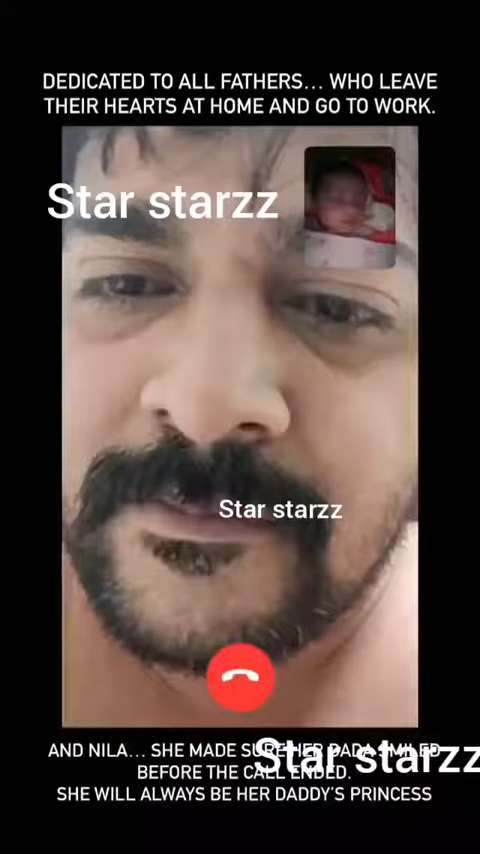 DEDICATED TO ALL FATHERS... WHO LEAVE
THEIR HEARTS AT HOME AND GO TO WORK.
Star starzz
Star starzz
AND NILA... SHE MADE SURE HER DADA SMILED
Star starzz
BEFORE THE CALL ENDED.
SHE WILL ALWAYS BE HER DADDY'S PRINCESS